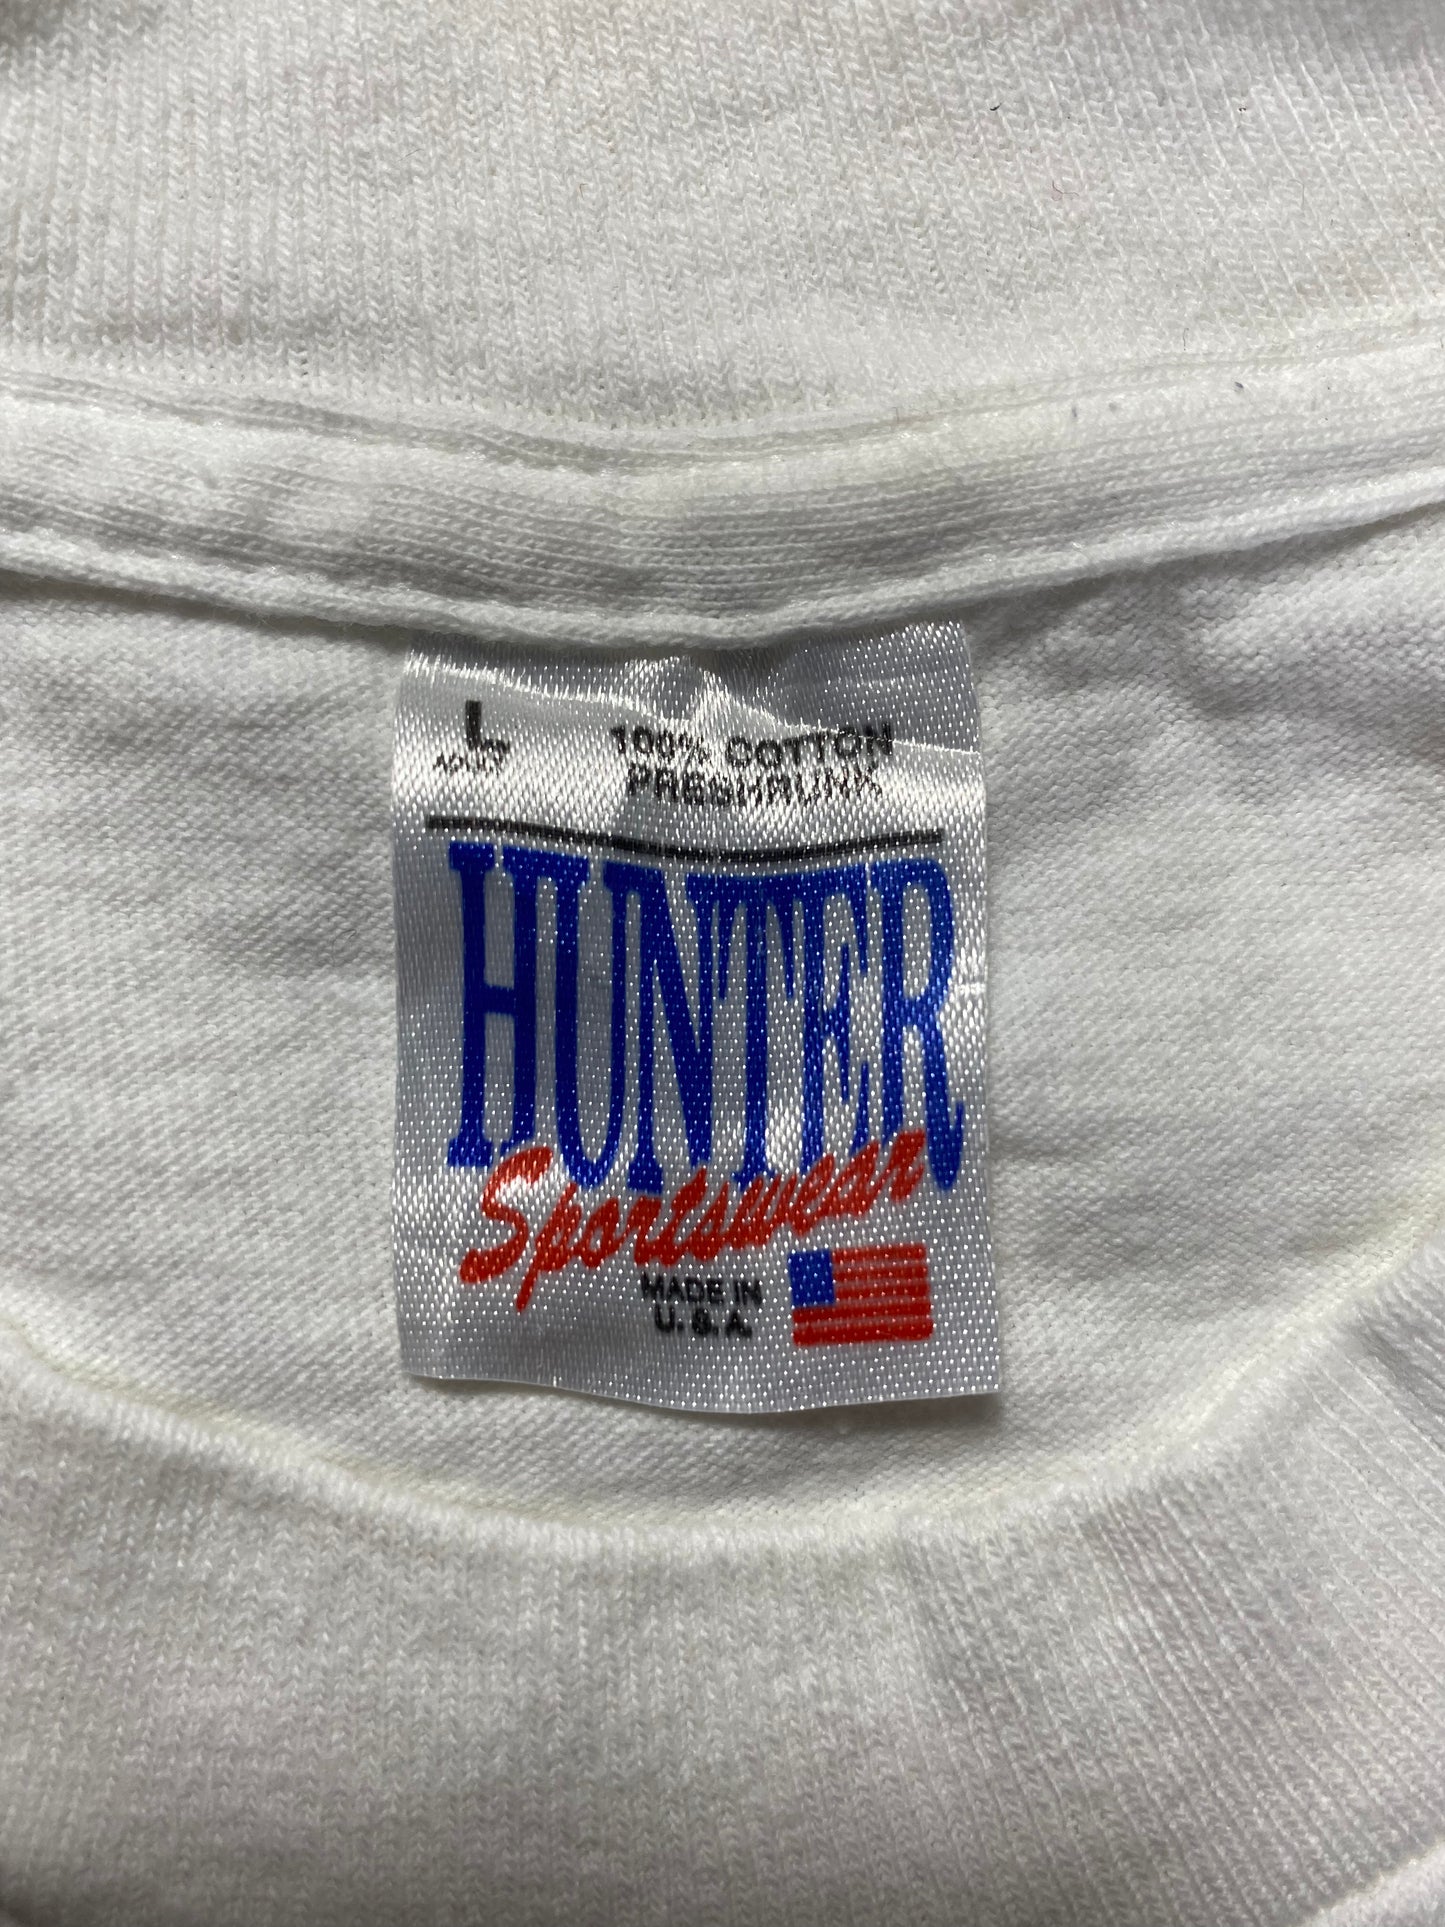 L 100% COTTON
ADULT PRESHRUNK
HUNTER
Sportswear
MADE IN
U.S.A.